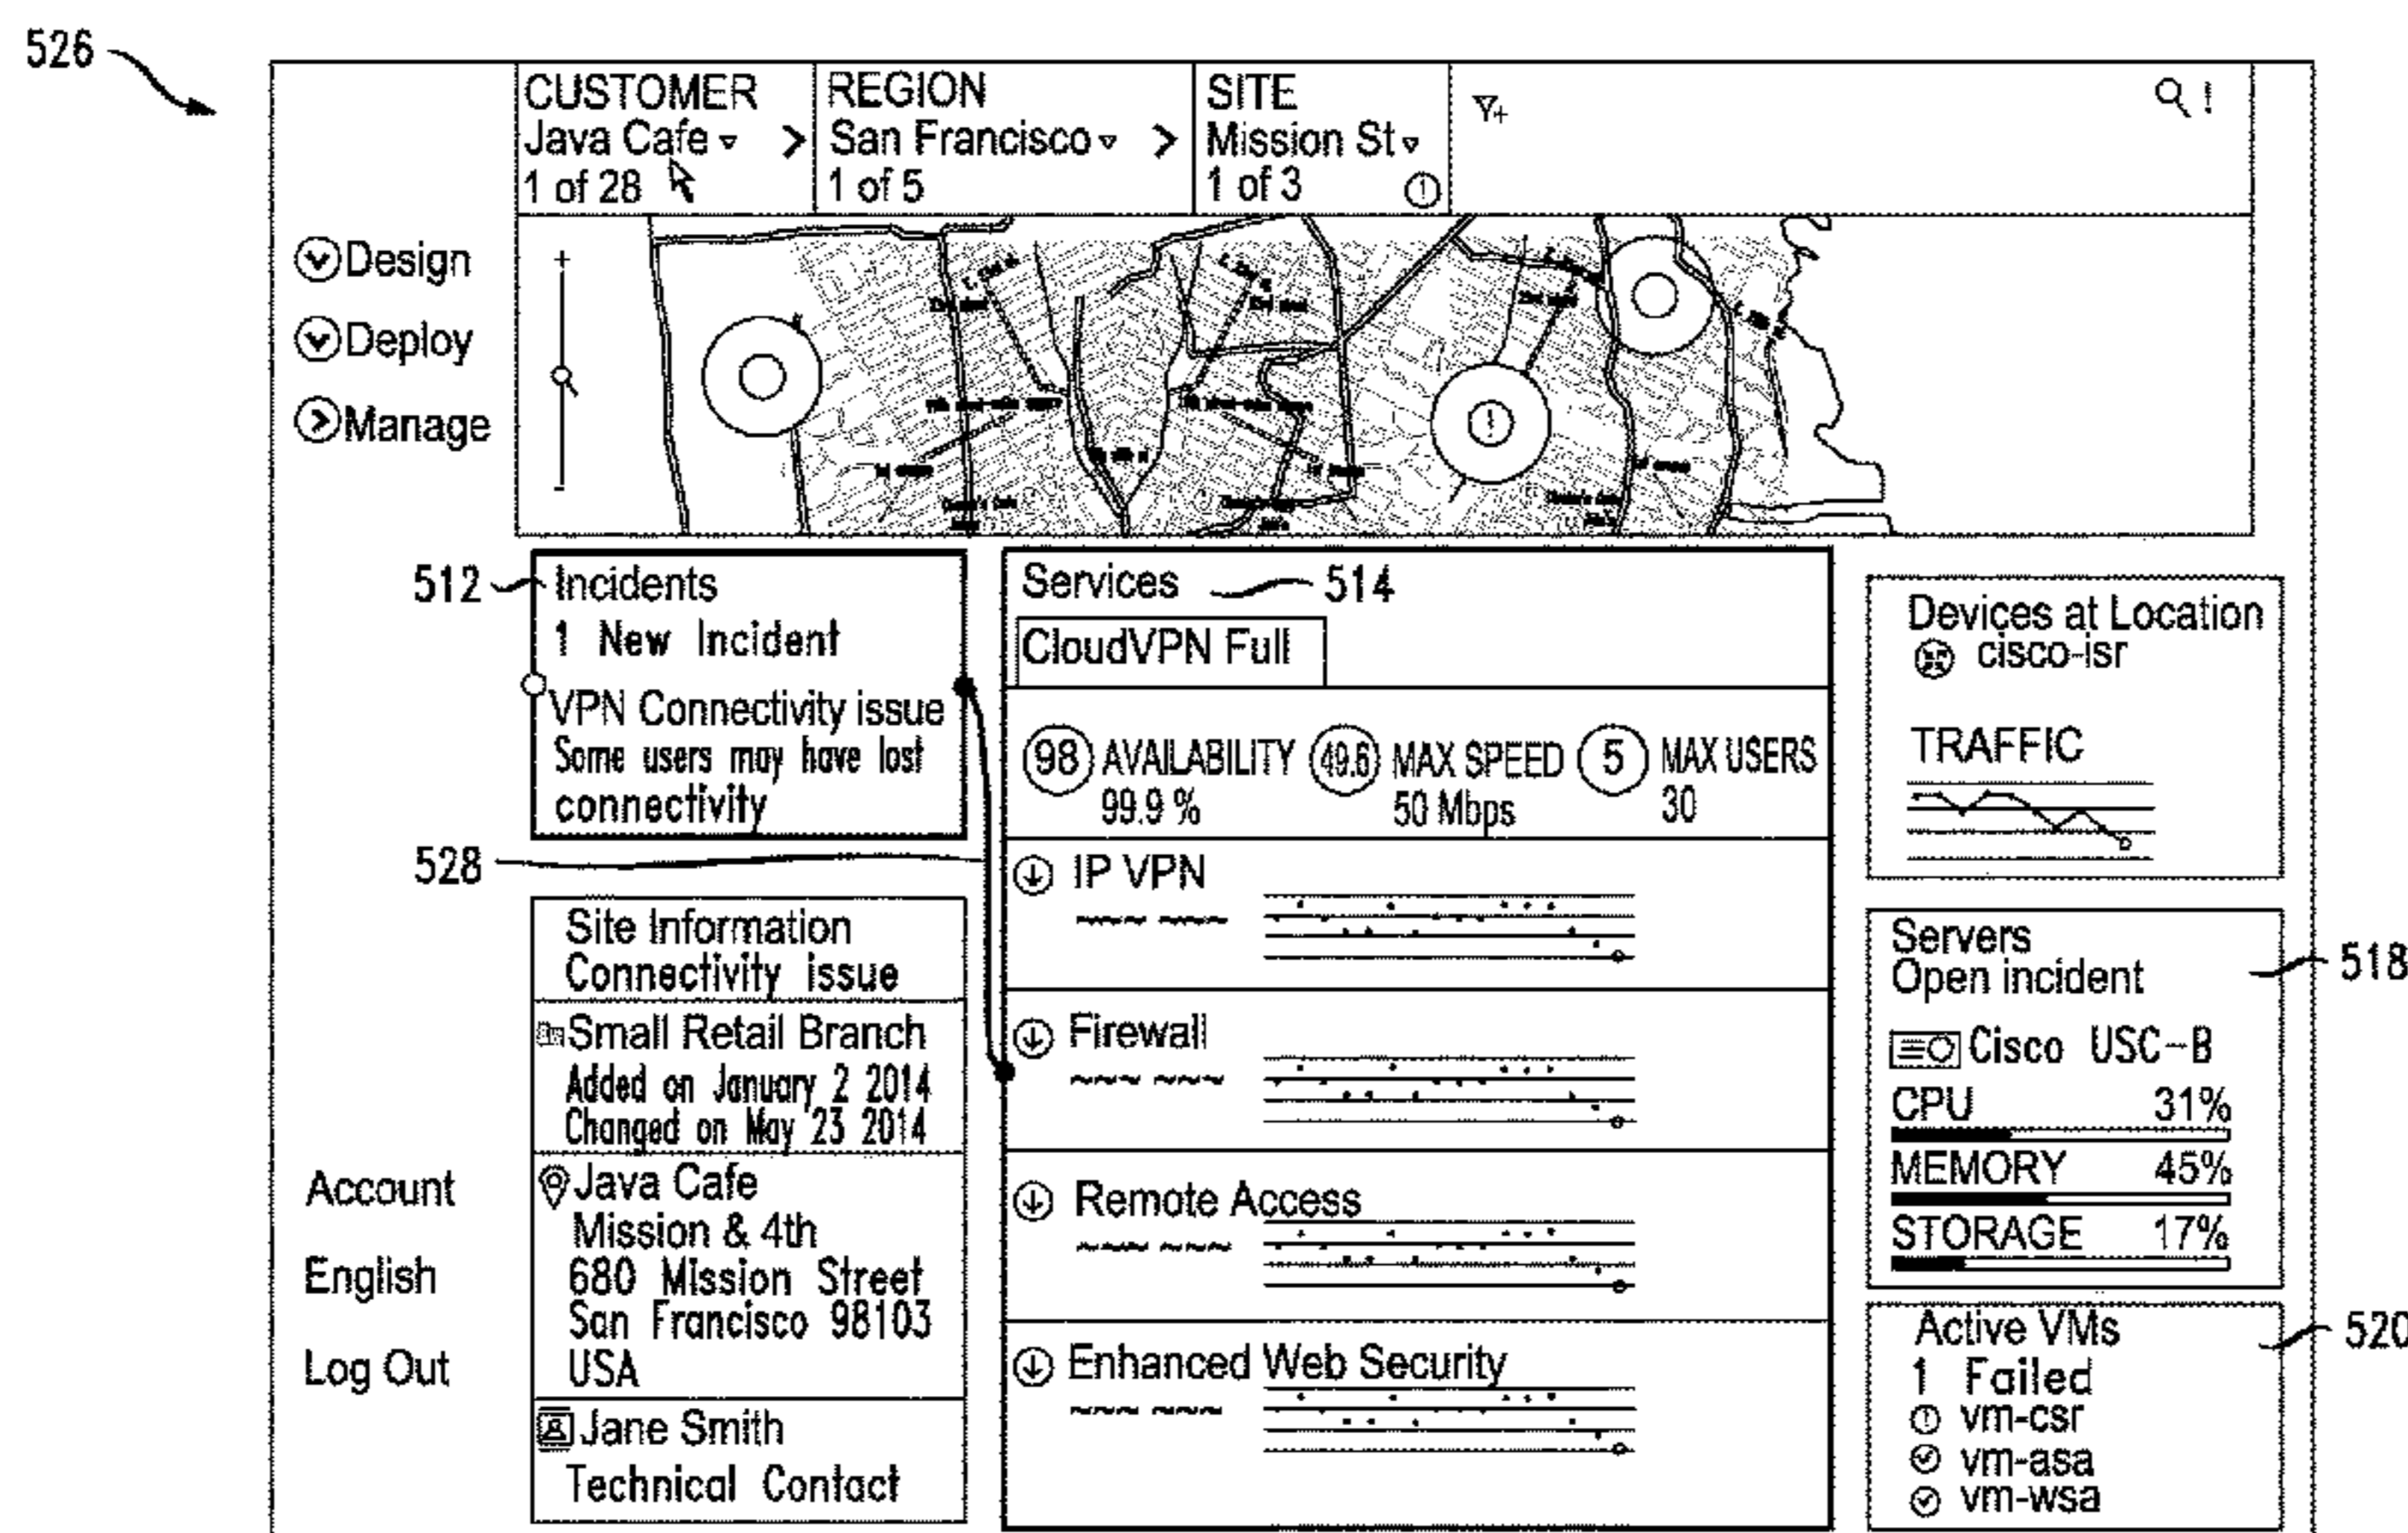 526
CUSTOMER
Java Cafe
1 of 28
REGION
San Francisco
1 of 5
SITE
Mission St
1 of 3
Design
Deploy
Manage
512
Incidents
1 New Incident
VPN Connectivity issue
Some users may have lost
connectivity
528
Site Information
Connectivity issue
Small Retail Branch
Added on January 2 2014
Changed on May 23 2014
Java Cafe
Mission & 4th
680 Mission Street
San Francisco 98103
USA
Jane Smith
Technical Contact
Account
English
Log Out
Services
514
CloudVPN Full
98 AVAILABILITY
99.9 %
49.6 MAX SPEED
50 Mbps
5 MAX USERS
30
IP VPN
Firewall
Remote Access
Enhanced Web Security
Devices at Location
cisco-isr
TRAFFIC
Servers
Open incident
518
Cisco USC-B
CPU 31%
MEMORY 45%
STORAGE 17%
Active VMs
520
1 Failed
vm-csr
vm-asa
vm-wsa